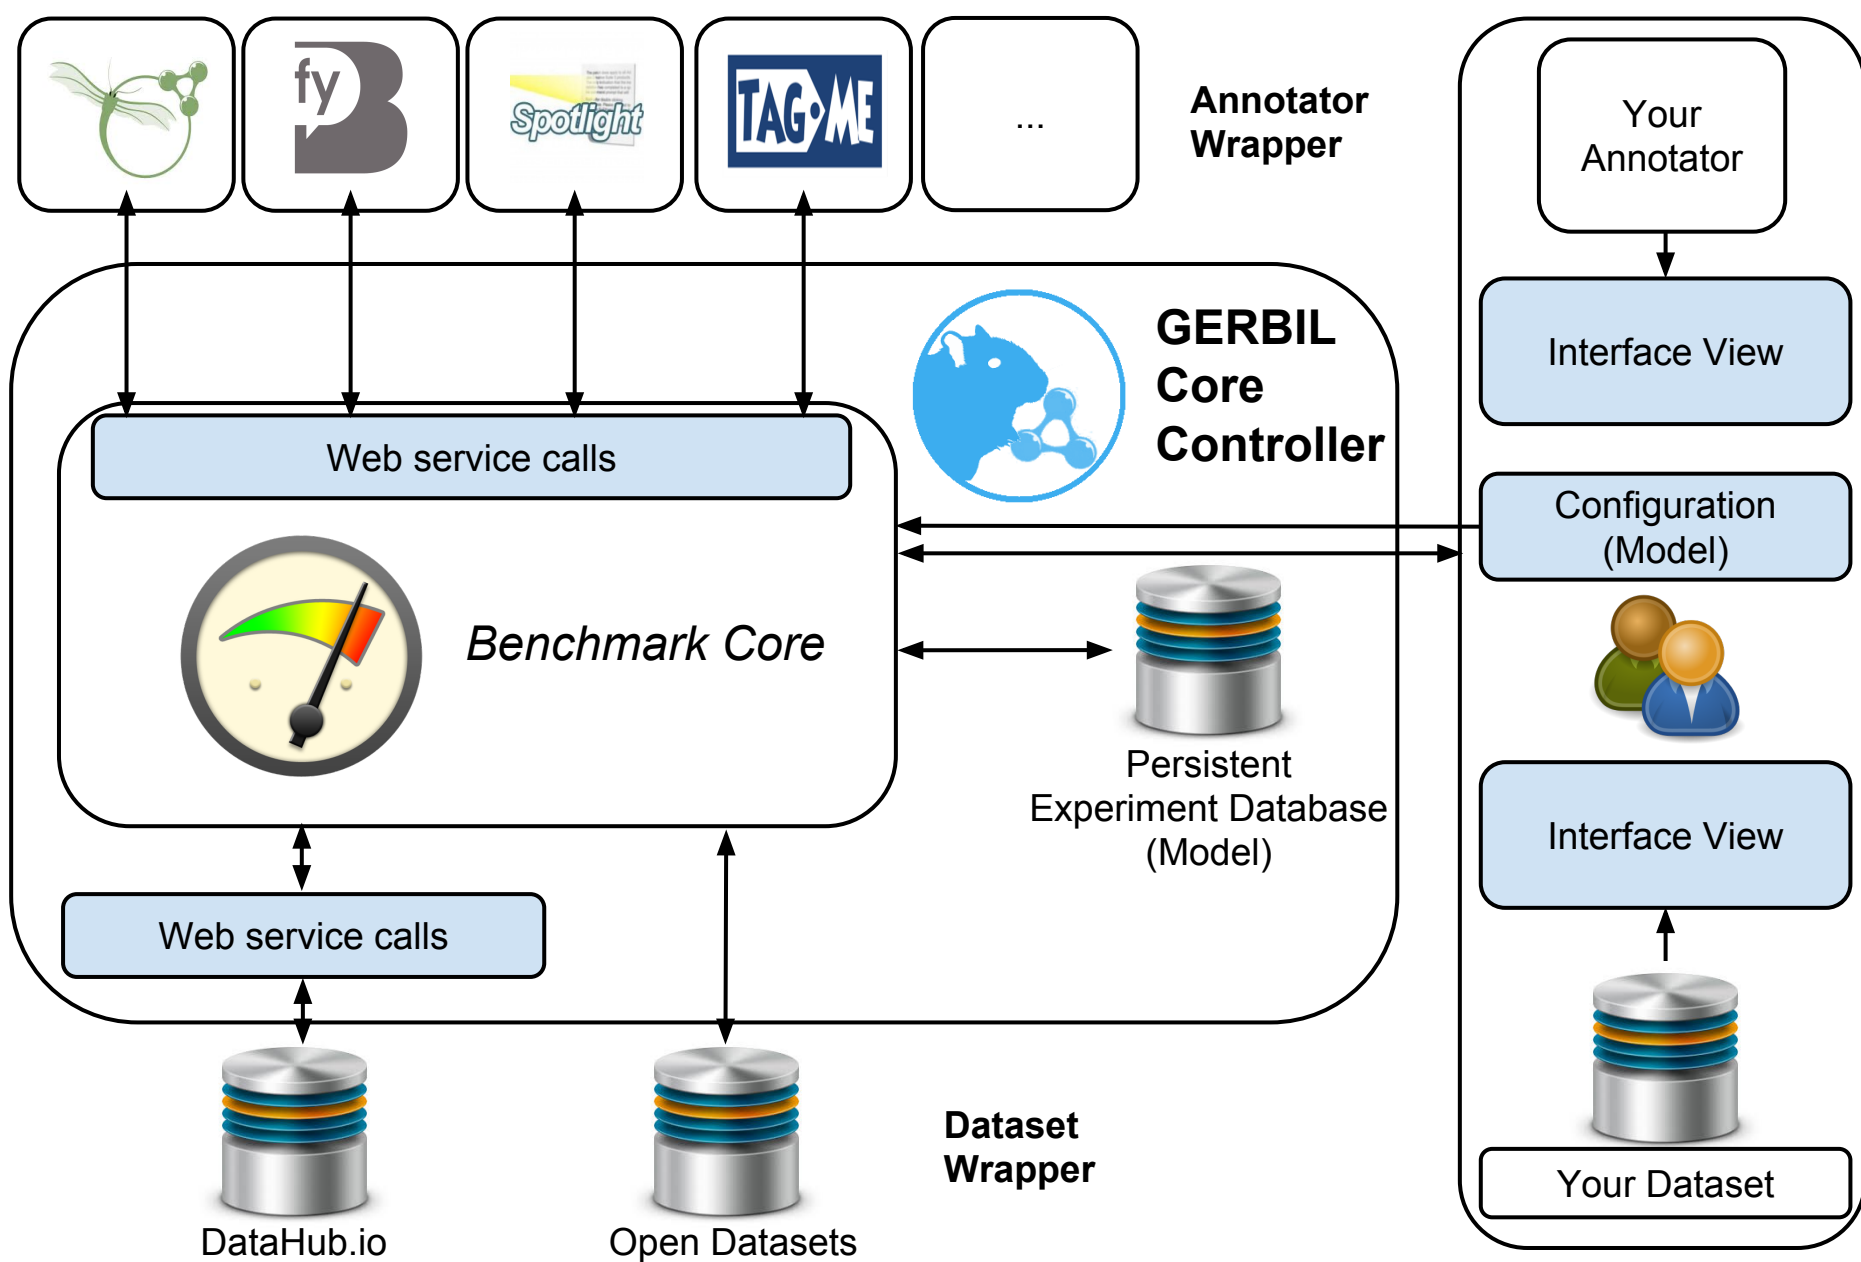 fy
Spotlight
TAG ME
...
Annotator
Wrapper
Your
Annotator
Interface View
GERBIL
Core
Controller
Web service calls
Configuration
(Model)
Benchmark Core
Persistent
Experiment Database
(Model)
Interface View
Web service calls
Dataset
Wrapper
Your Dataset
DataHub.io
Open Datasets